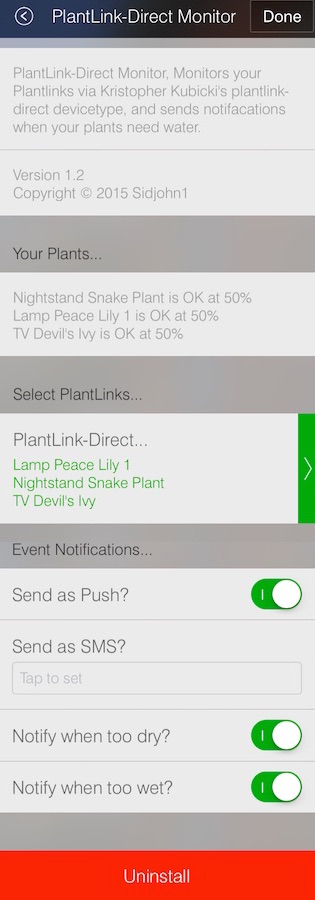 PlantLink-Direct Monitor
Done
PlantLink-Direct Monitor, Monitors your
Plantlinks via Kristopher Kubicki's plantlink-
direct devicetype, and sends notifacations
when your plants need water.
Version 1.2
Copyright © 2015 Sidjohn1
Your Plants...
Nightstand Snake Plant is OK at 50%
Lamp Peace Lily 1 is OK at 50%
TV Devil's Ivy is OK at 50%
Select PlantLinks...
PlantLink-Direct...
Lamp Peace Lily 1
Nightstand Snake Plant
TV Devil's Ivy
Event Notifications...
Send as Push?
Send as SMS?
Tap to set
Notify when too dry?
Notify when too wet?
Uninstall